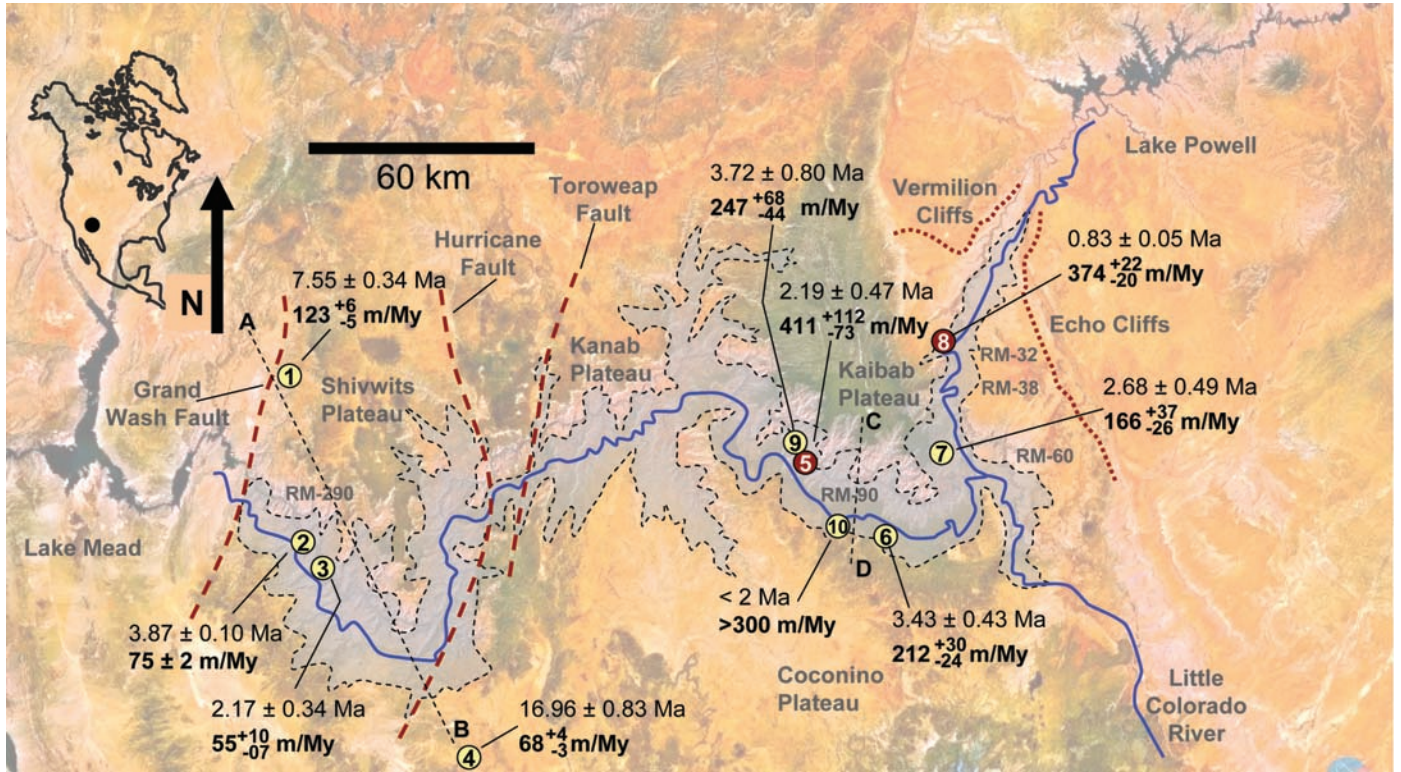 Lake Powell
60 km
3.72 ± 0.80 Ma
247 +68 -44 m/My
Toroweap
Fault
Vermilion
Cliffs
Hurricane
Fault
0.83 ± 0.05 Ma
374 +22 -20 m/My
7.55 ± 0.34 Ma
123 +6 -5 m/My
N
A
2.19 ± 0.47 Ma
411 +112 -73 m/My
Echo Cliffs
8
Kanab
Plateau
Kaibab
Plateau
RM-32
RM-38
1
Grand
Wash Fault
Shivwits
Plateau
2.68 ± 0.49 Ma
166 +37 -26 m/My
C
9
5
7
RM-60
RM-290
RM-90
10
6
Lake Mead
2
3
D
< 2 Ma
>300 m/My
3.43 ± 0.43 Ma
212 +30 -24 m/My
3.87 ± 0.10 Ma
75 ± 2 m/My
Coconino
Plateau
Little
Colorado
River
2.17 ± 0.34 Ma
55 +10 -07 m/My
B
4
16.96 ± 0.83 Ma
68 +4 -3 m/My